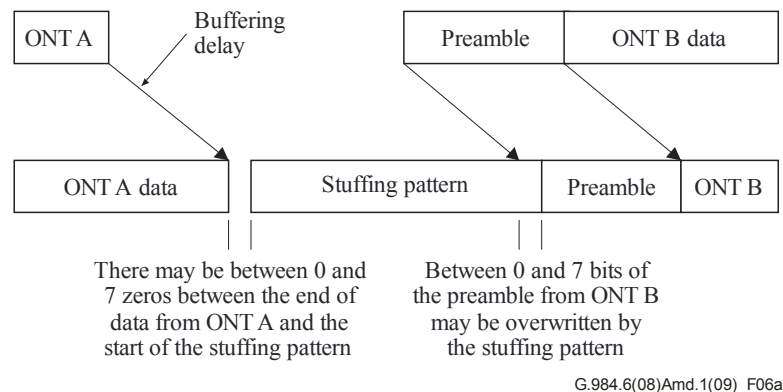 ONT A
Buffering
delay
Preamble
ONT B data
ONT A data
Stuffing pattern
Preamble
ONT B
There may be between 0 and
7 zeros between the end of
data from ONT A and the
start of the stuffing pattern
Between 0 and 7 bits of
the preamble from ONT B
may be overwritten by
the stuffing pattern
G.984.6(08)Amd.1(09)_F06a